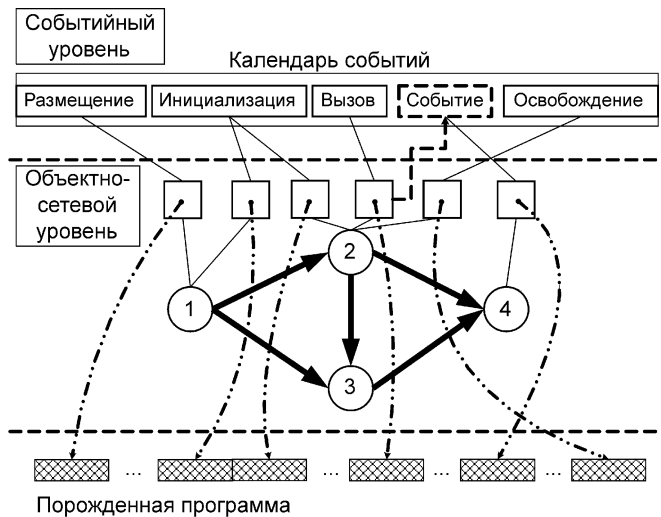 Событийный
уровень
Календарь событий
Размещение
Инициализация
Вызов
Событие
Освобождение
Объектно-
сетевой
уровень
2
1
4
3
... ... ... ...
Порожденная программа